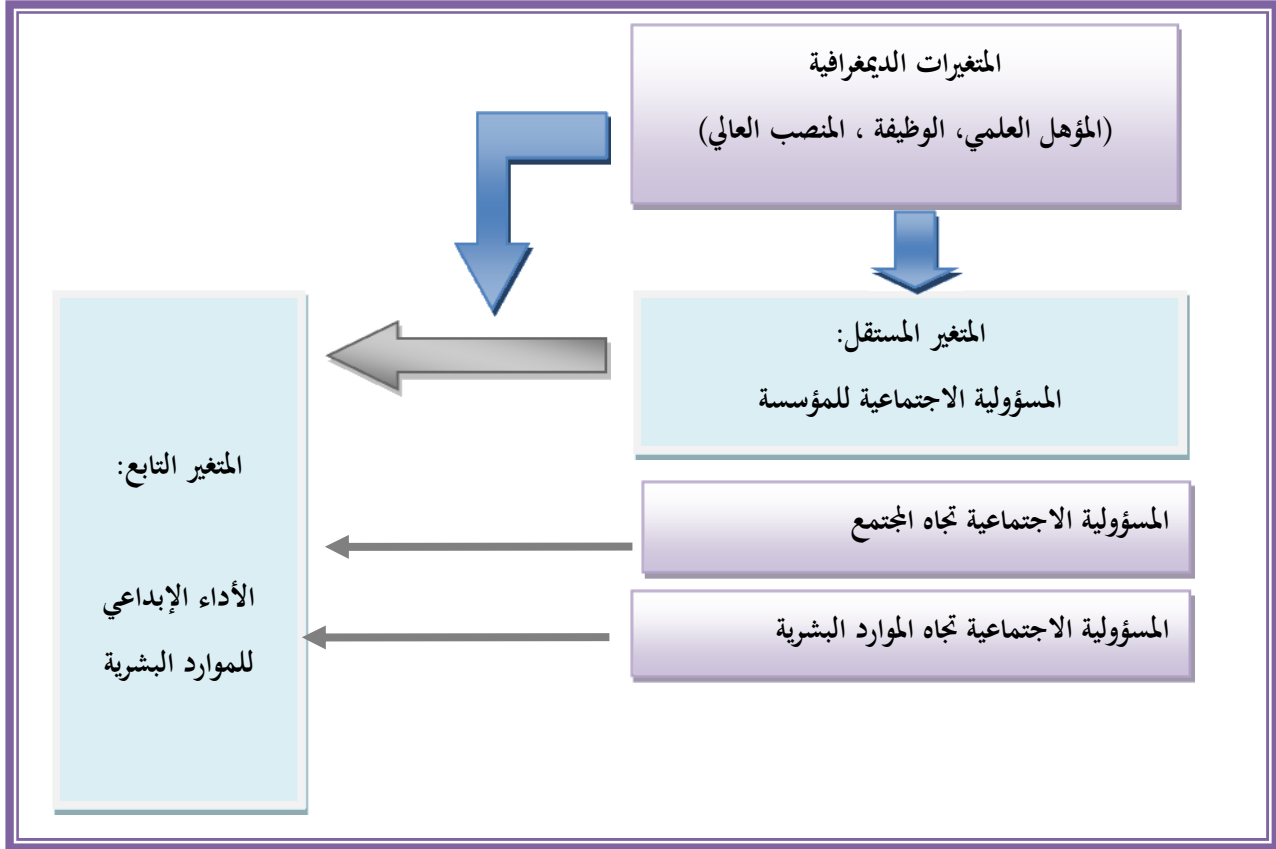 المتغيرات الديمغرافية
(المؤهل العلمي، الوظيفة ، المنصب العالي)
المتغير المستقل:
المسؤولية الاجتماعية للمؤسسة
المسؤولية الاجتماعية تجاه المجتمع
المسؤولية الاجتماعية تجاه الموارد البشرية
المتغير التابع:
الأداء الإبداعي
للموارد البشرية